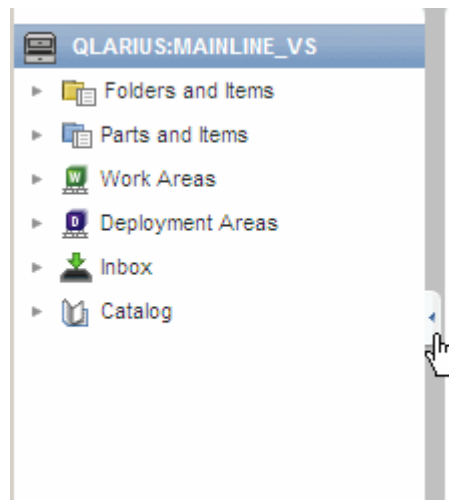 QLARIUS:MAINLINE_VS
Folders and Items
Parts and Items
W Work Areas
D Deployment Areas
Inbox
Catalog